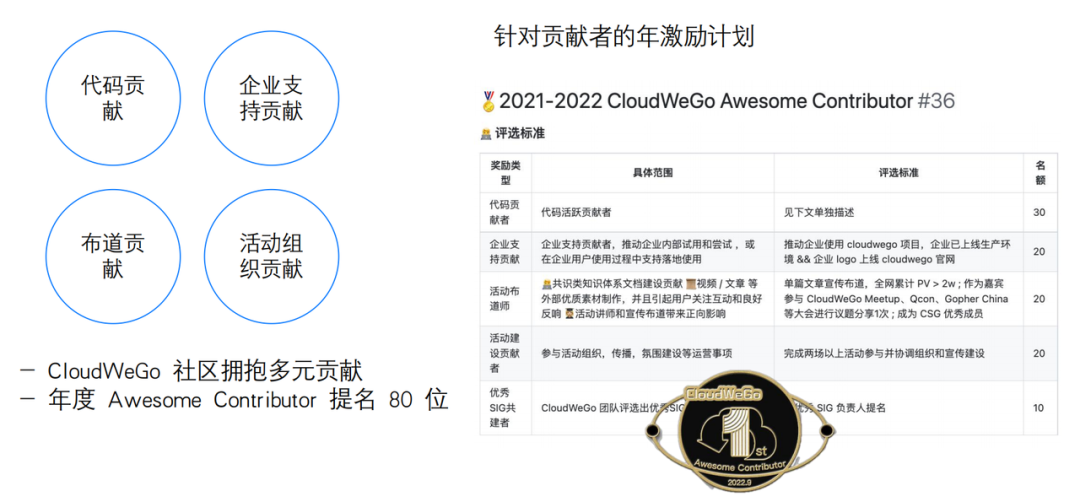 代码贡
献
企业支
持贡献
布道贡
献
活动组
织贡献
— CloudWeGo 社区拥抱多元贡献
— 年度 Awesome Contributor 提名 80 位
针对贡献者的年激励计划
2021-2022 CloudWeGo Awesome Contributor #36
评选标准
奖励类
型
具体范围
评选标准
名
额
代码贡
献者
代码活跃贡献者
见下文单独描述
30
企业支
持贡献
企业支持贡献者，推动企业内部试用和尝试 ，或
在企业用户使用过程中支持落地使用
推动企业使用 cloudwego 项目，企业已上线生产环
境 && 企业 logo 上线 cloudwego 官网
20
活动布
道师
共识类知识体系文档建设贡献 视频 / 文章 等
外部优质素材制作，并且引起用户关注互动和良好
反响 活动讲师和宣传布道带来正向影响
单篇文章宣传布道，全网累计 PV > 2w ; 作为嘉宾
参与 CloudWeGo Meetup、Qcon、Gopher China
等大会进行议题分享1次 ; 成为 CSG 优秀成员
20
活动建
设贡献
者
参与活动组织，传播，氛围建设等运营事项
完成两场以上活动参与并协调组织和宣传建设
20
优秀
SIG共
建者
CloudWeGo 团队评选出优秀SIG
优秀 SIG 负责人提名
10
CloudWeGo
1st
Awesome Contributor
2022.9